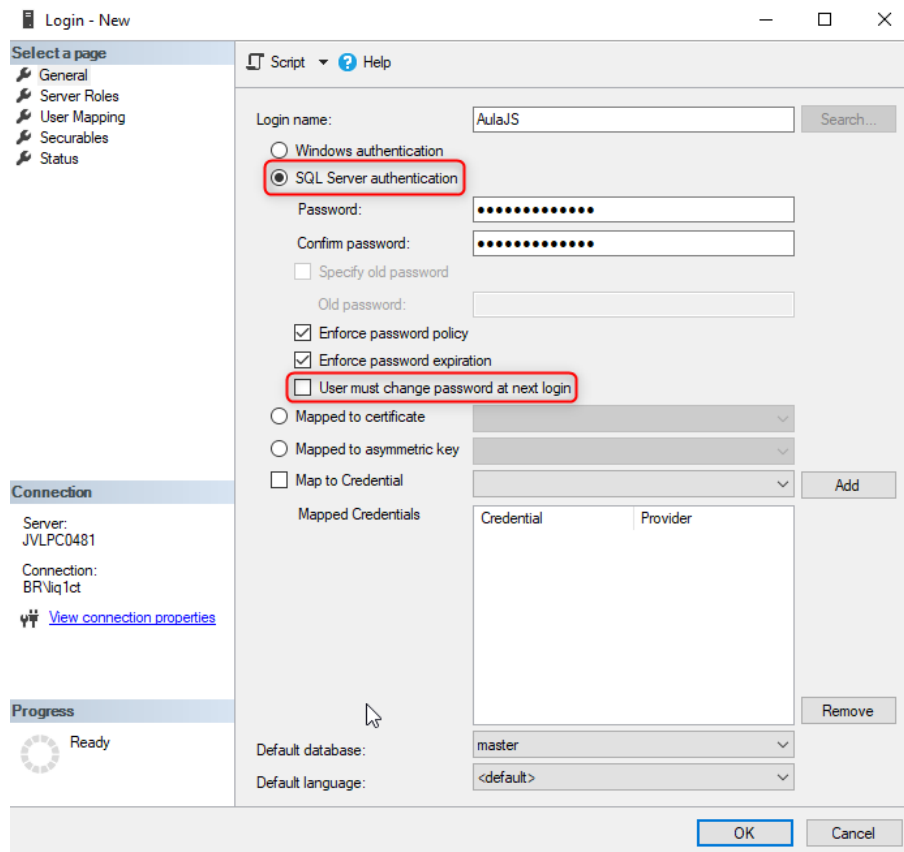 Login - New
Select a page
General
Server Roles
User Mapping
Securables
Status
Script
Help
Login name:
AulaJS
Search...
Windows authentication
SQL Server authentication
Password:
●●●●●●●●●●●●●
Confirm password:
●●●●●●●●●●●●●
Specify old password
Old password:
Enforce password policy
Enforce password expiration
User must change password at next login
Mapped to certificate
Mapped to asymmetric key
Map to Credential
Add
Mapped Credentials
Credential
Provider
Remove
Default database:
master
Default language:
<default>
Connection
Server:
JVLPC0481
Connection:
BR\liq1ct
View connection properties
Progress
Ready
OK
Cancel